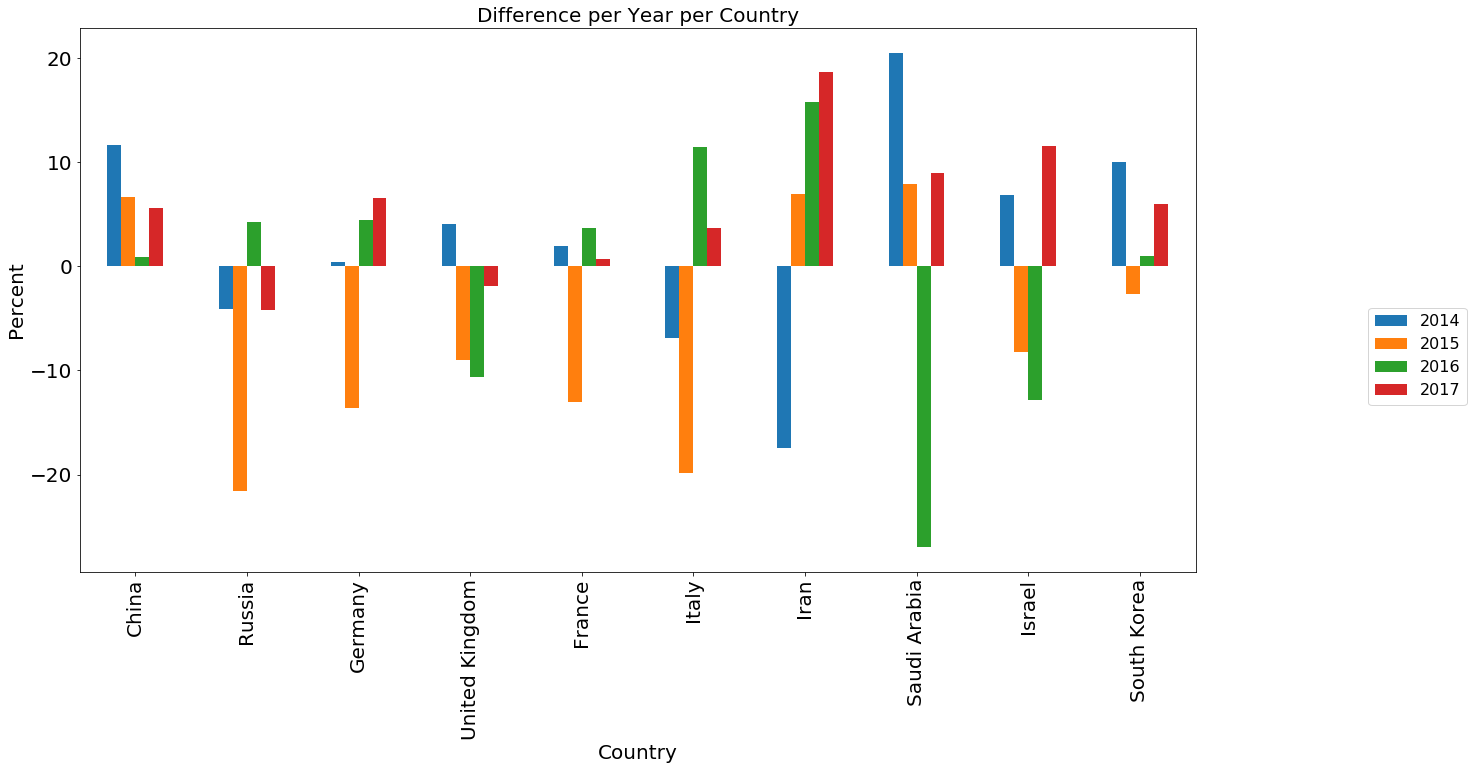 Difference per Year per Country
Percent
20
10
0
−10
−20
China
Russia
Germany
United Kingdom
France
Italy
Iran
Saudi Arabia
Israel
South Korea
Country
2014
2015
2016
2017